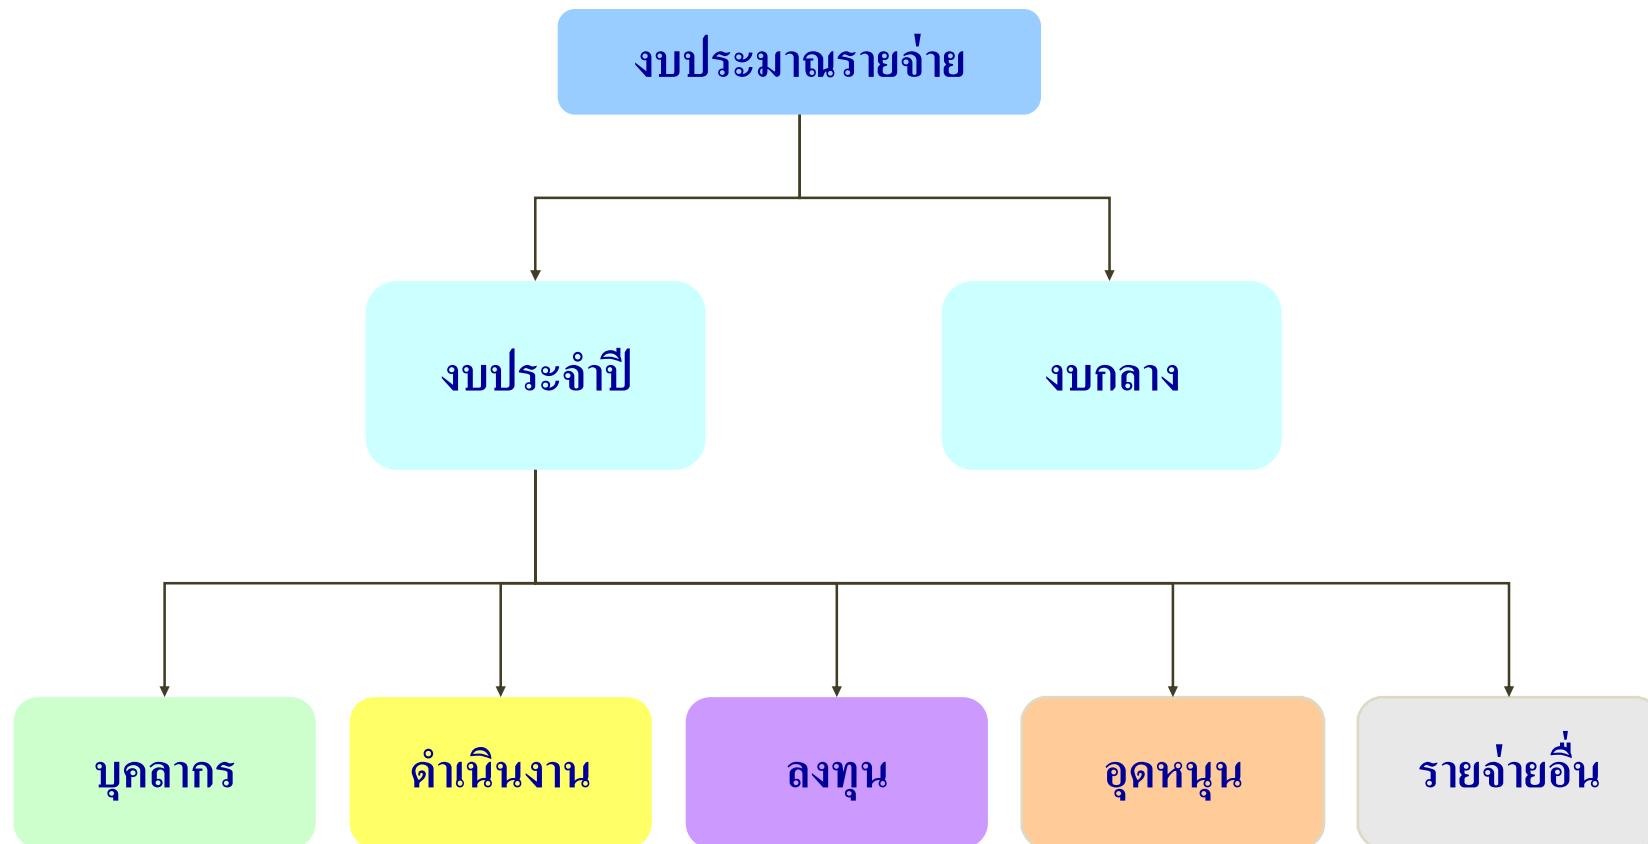 งบประมาณรายจ่าย
งบประจำปี
งบกลาง
บุคลากร
ดำเนินงาน
ลงทุน
อุดหนุน
รายจ่ายอื่น